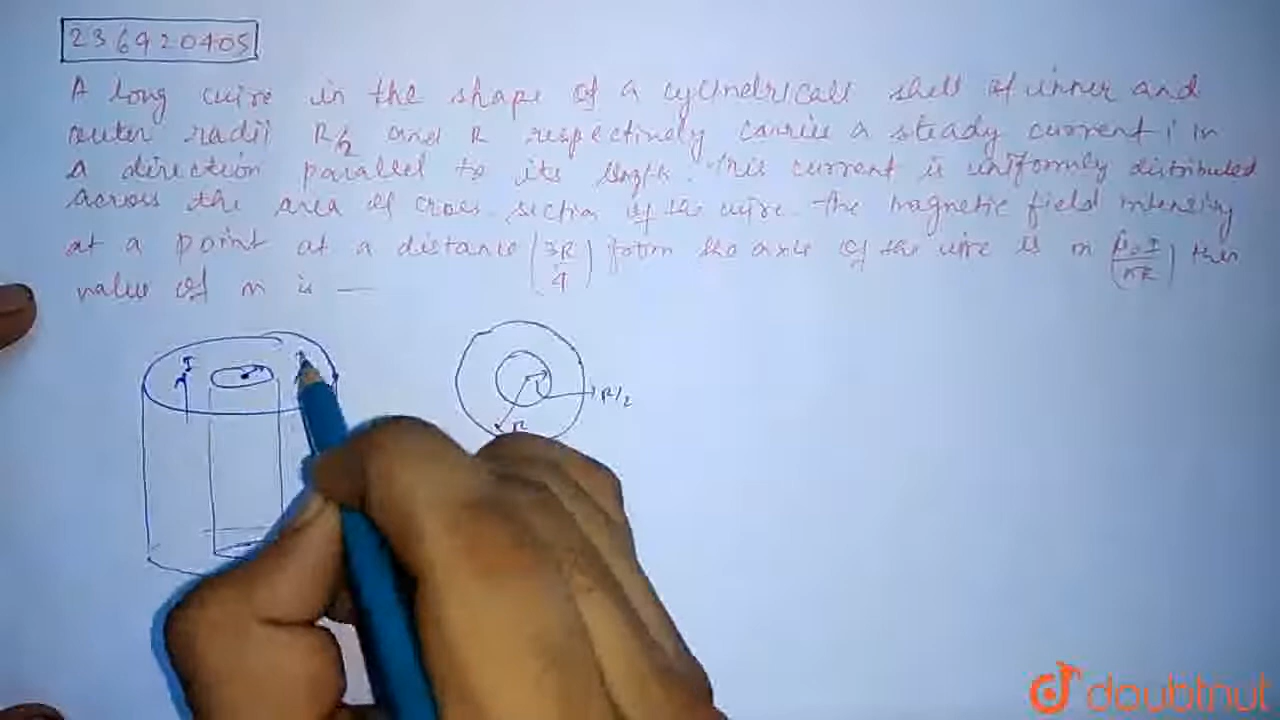 236920405
A long wire in the shape of a cylindrical shell of inner and
outer radii R/2 and R respectively carries a steady current i in
a direction parallel to its length. This current is uniformly distributed
across the area of cross-section of the wire. The magnetic field intensity
at a point at a distance (3R/4) from the axis of the wire is m (μ₀I/πR) then
value of m is —
I
R/2
R
doubtnut